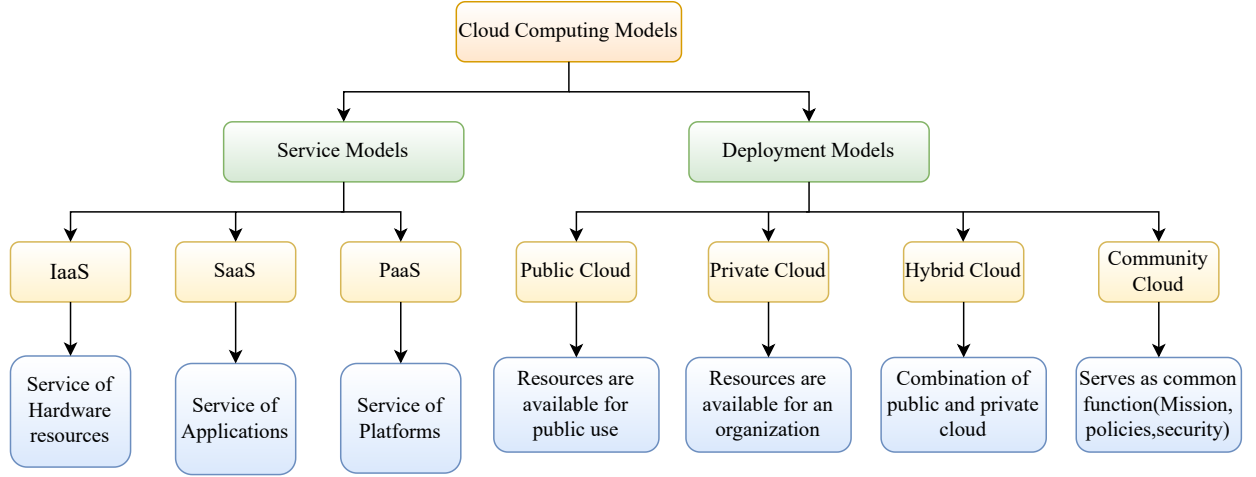 Cloud Computing Models
Service Models
Deployment Models
IaaS
SaaS
PaaS
Public Cloud
Private Cloud
Hybrid Cloud
Community
Cloud
Service of
Hardware
resources
Service of
Applications
Service of
Platforms
Resources are
available for
public use
Resources are
available for an
organization
Combination of
public and private
cloud
Serves as common
function(Mission,
policies,security)